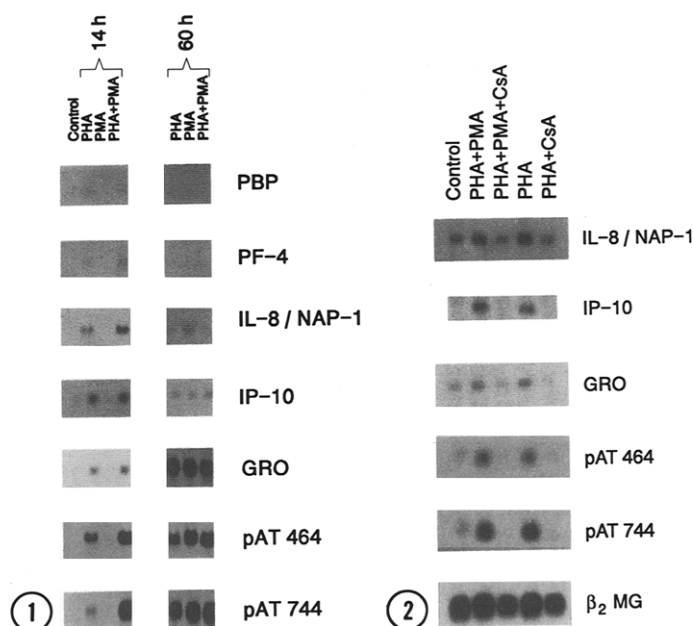 14 h
60 h
Control
PHA
PMA
PHA+PMA
PHA
PMA
PHA+PMA
PBP
PF-4
IL-8 / NAP-1
IP-10
GRO
pAT 464
pAT 744
1
Control
PHA+PMA
PHA+PMA+CsA
PHA
PHA+CsA
IL-8 / NAP-1
IP-10
GRO
pAT 464
pAT 744
β₂ MG
2